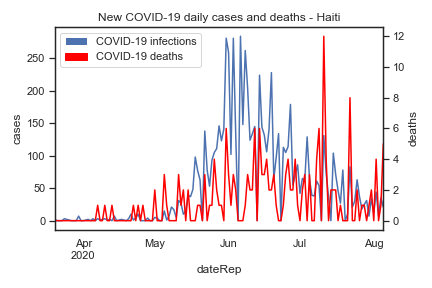 New COVID-19 daily cases and deaths - Haiti
COVID-19 infections
COVID-19 deaths
250
200
150
100
50
0
cases
12
10
8
6
4
2
0
deaths
Apr
2020
May
Jun
Jul
Aug
dateRep